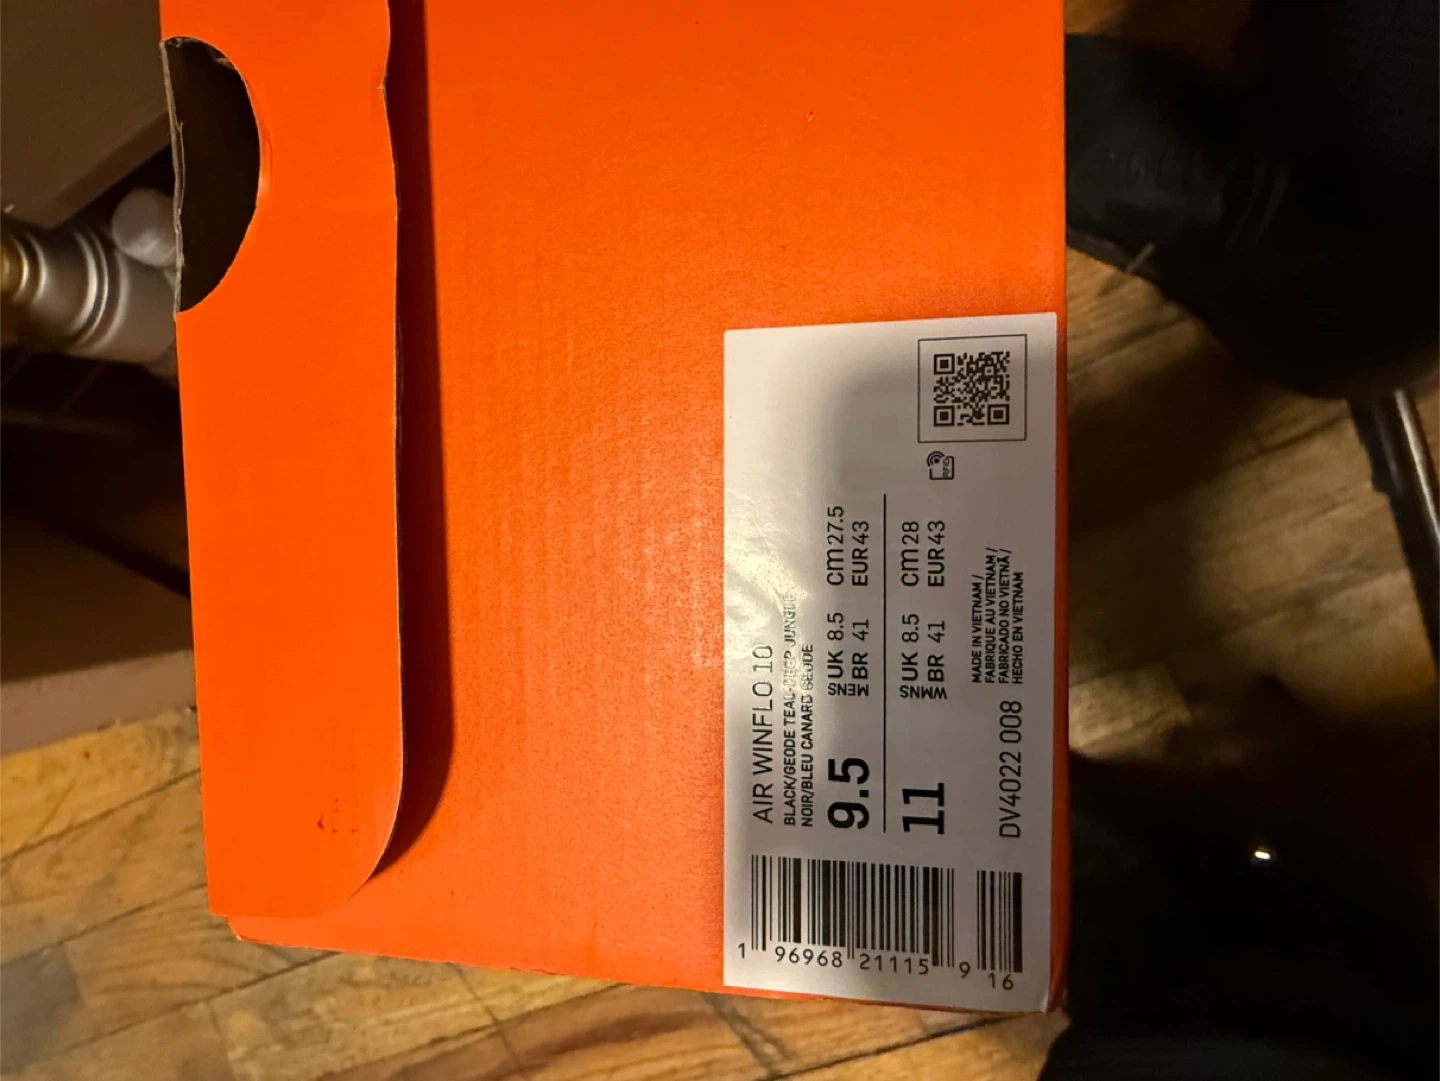 AIR WINFLO 10
BLACK/GEODE TEAL-DEEP JUNGLE
NOIR/BLEU CANARD GEODE
9.5 MENS UK 8.5 cm 27.5
BR 41 EUR 43
11 WMNS UK 8.5 cm 28
BR 41 EUR 43
RFID
DV4022 008
MADE IN VIETNAM /
FABRIQUE AU VIETNAM /
FABRICADO NO VIETNÃ /
HECHO EN VIETNAM
1 96968 21115 9 16